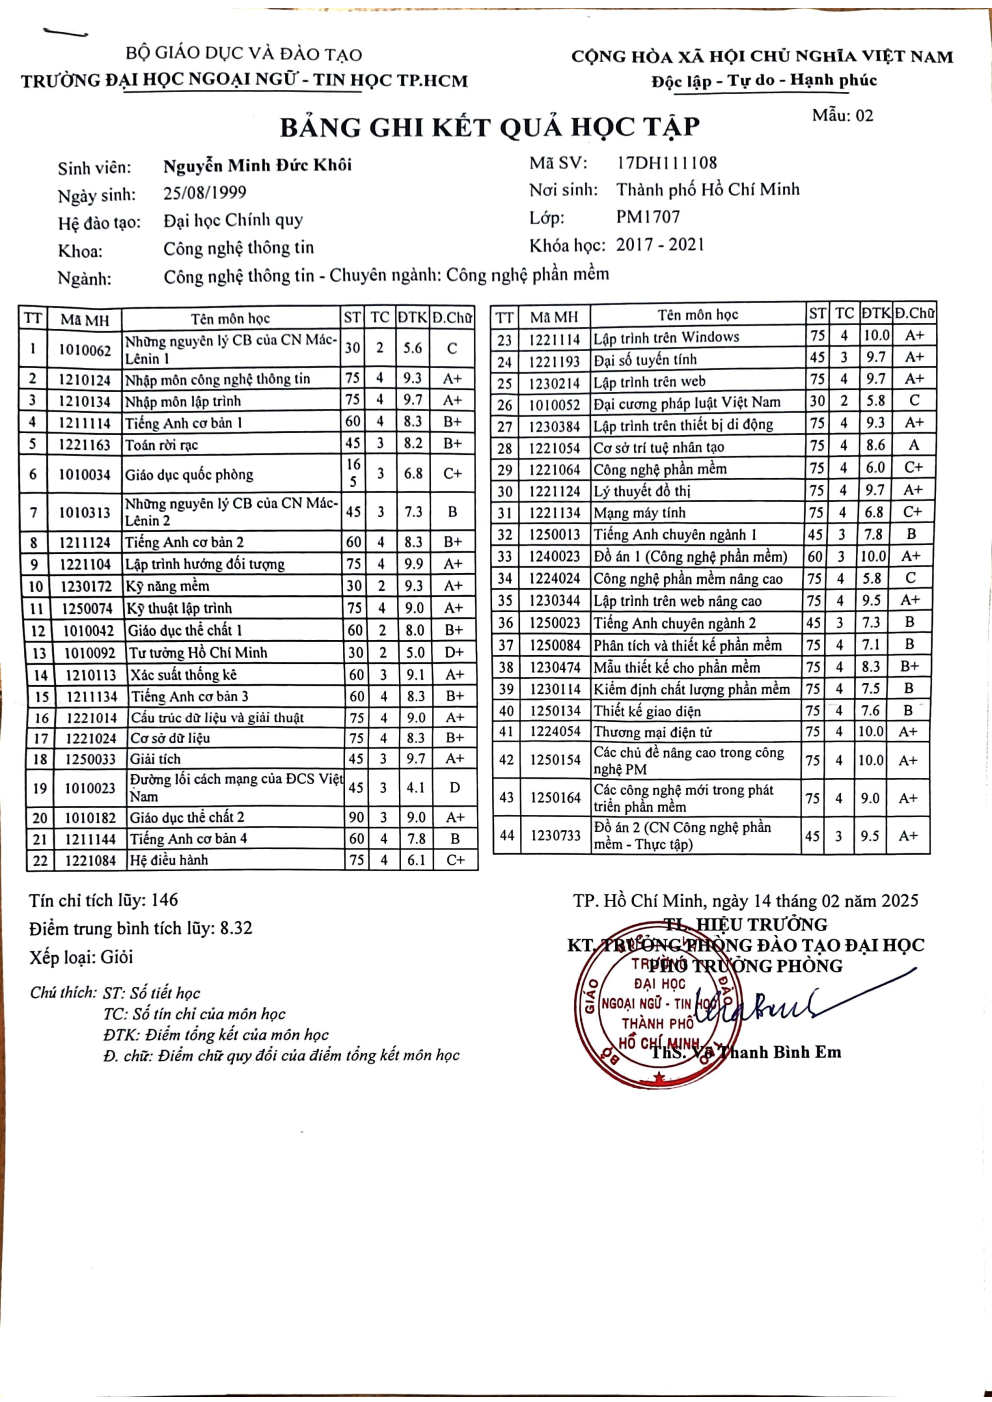 BỘ GIÁO DỤC VÀ ĐÀO TẠO
TRƯỜNG ĐẠI HỌC NGOẠI NGỮ - TIN HỌC TP.HCM
CỘNG HÒA XÃ HỘI CHỦ NGHĨA VIỆT NAM
Độc lập - Tự do - Hạnh phúc
Mẫu: 02
BẢNG GHI KẾT QUẢ HỌC TẬP
Sinh viên: Nguyễn Minh Đức Khôi
Mã SV: 17DH111108
Ngày sinh: 25/08/1999
Nơi sinh: Thành phố Hồ Chí Minh
Hệ đào tạo: Đại học Chính quy
Lớp: PM1707
Khoa: Công nghệ thông tin
Khóa học: 2017 - 2021
Ngành: Công nghệ thông tin - Chuyên ngành: Công nghệ phần mềm
TT Mã MH Tên môn học ST TC ĐTK Đ.Chữ
1 1010062 Những nguyên lý CB của CN Mác-
Lênin 1 30 2 5.6 C
2 1210124 Nhập môn công nghệ thông tin 75 4 9.3 A+
3 1210134 Nhập môn lập trình 75 4 9.7 A+
4 1211114 Tiếng Anh cơ bản 1 60 4 8.3 B+
5 1221163 Toán rời rạc 45 3 8.2 B+
6 1010034 Giáo dục quốc phòng 16
5 3 6.8 C+
7 1010313 Những nguyên lý CB của CN Mác-
Lênin 2 45 3 7.3 B
8 1211124 Tiếng Anh cơ bản 2 60 4 8.3 B+
9 1221104 Lập trình hướng đối tượng 75 4 9.9 A+
10 1230172 Kỹ năng mềm 30 2 9.3 A+
11 1250074 Kỹ thuật lập trình 75 4 9.0 A+
12 1010042 Giáo dục thể chất 1 60 2 8.0 B+
13 1010092 Tư tưởng Hồ Chí Minh 30 2 5.0 D+
14 1210113 Xác suất thống kê 60 3 9.1 A+
15 1211134 Tiếng Anh cơ bản 3 60 4 8.3 B+
16 1221014 Cấu trúc dữ liệu và giải thuật 75 4 9.0 A+
17 1221024 Cơ sở dữ liệu 75 4 8.3 B+
18 1250033 Giải tích 45 3 9.7 A+
19 1010023 Đường lối cách mạng của ĐCS Việt
Nam 45 3 4.1 D
20 1010182 Giáo dục thể chất 2 90 3 9.0 A+
21 1211144 Tiếng Anh cơ bản 4 60 4 7.8 B
22 1221084 Hệ điều hành 75 4 6.1 C+
TT Mã MH Tên môn học ST TC ĐTK Đ.Chữ
23 1221114 Lập trình trên Windows 75 4 10.0 A+
24 1221193 Đại số tuyến tính 45 3 9.7 A+
25 1230214 Lập trình trên web 75 4 9.7 A+
26 1010052 Đại cương pháp luật Việt Nam 30 2 5.8 C
27 1230384 Lập trình trên thiết bị di động 75 4 9.3 A+
28 1221054 Cơ sở trí tuệ nhân tạo 75 4 8.6 A
29 1221064 Công nghệ phần mềm 75 4 6.0 C+
30 1221124 Lý thuyết đồ thị 75 4 9.7 A+
31 1221134 Mạng máy tính 75 4 6.8 C+
32 1250013 Tiếng Anh chuyên ngành 1 45 3 7.8 B
33 1240023 Đồ án 1 (Công nghệ phần mềm) 60 3 10.0 A+
34 1224024 Công nghệ phần mềm nâng cao 75 4 5.8 C
35 1230344 Lập trình trên web nâng cao 75 4 9.5 A+
36 1250023 Tiếng Anh chuyên ngành 2 45 3 7.3 B
37 1250084 Phân tích và thiết kế phần mềm 75 4 7.1 B
38 1230474 Mẫu thiết kế cho phần mềm 75 4 8.3 B+
39 1230114 Kiểm định chất lượng phần mềm 75 4 7.5 B
40 1250134 Thiết kế giao diện 75 4 7.6 B
41 1224054 Thương mại điện tử 75 4 10.0 A+
42 1250154 Các chủ đề nâng cao trong công
nghệ PM 75 4 10.0 A+
43 1250164 Các công nghệ mới trong phát
triển phần mềm 75 4 9.0 A+
44 1230733 Đồ án 2 (CN Công nghệ phần
mềm - Thực tập) 45 3 9.5 A+
Tín chỉ tích lũy: 146
Điểm trung bình tích lũy: 8.32
Xếp loại: Giỏi
Chú thích: ST: Số tiết học
TC: Số tín chỉ của môn học
ĐTK: Điểm tổng kết của môn học
Đ. chữ: Điểm chữ quy đổi của điểm tổng kết môn học
TP. Hồ Chí Minh, ngày 14 tháng 02 năm 2025
TL. HIỆU TRƯỞNG
KT. TRƯỞNG PHÒNG ĐÀO TẠO ĐẠI HỌC
PHÓ TRƯỞNG PHÒNG
BỘ GIÁO DỤC VÀ ĐÀO TẠO
TRƯỜNG
ĐẠI HỌC
NGOẠI NGỮ - TIN HỌC
THÀNH PHỐ
HỒ CHÍ MINH
ThS. Võ Thanh Bình Em